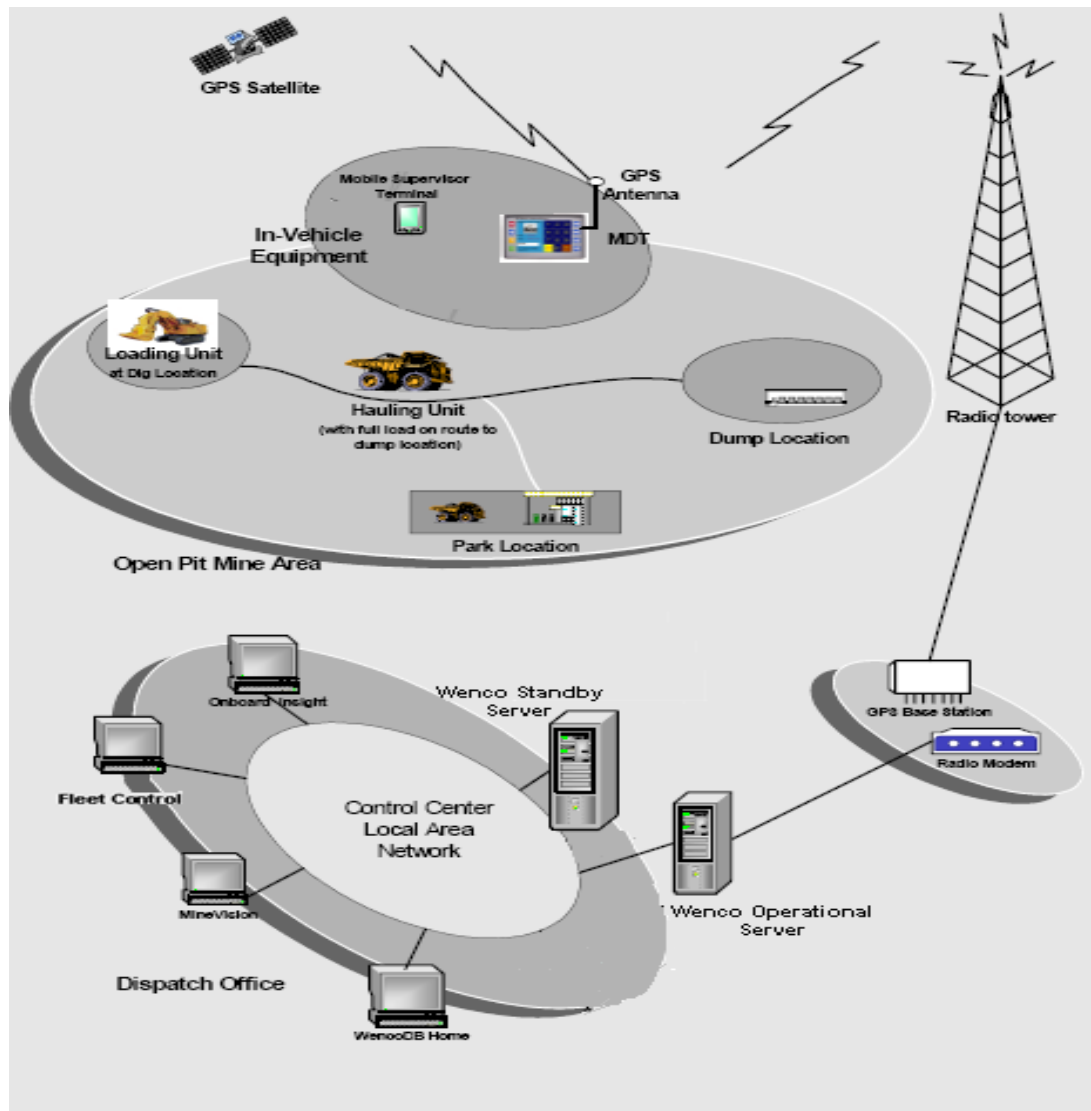 GPS Satellite
Mobile Supervisor
Terminal
GPS
Antenna
MDT
In-Vehicle
Equipment
Loading Unit
at Dig Location
Hauling Unit
(with full load on route to
dump location)
Dump Location
Radio tower
Park Location
Open Pit Mine Area
Onboard Insight
Wenco Standby
Server
GPS Base Station
Radio Modem
Fleet Control
Control Center
Local Area
Network
MineVision
Wenco Operational
Server
Dispatch Office
WencoDB Home